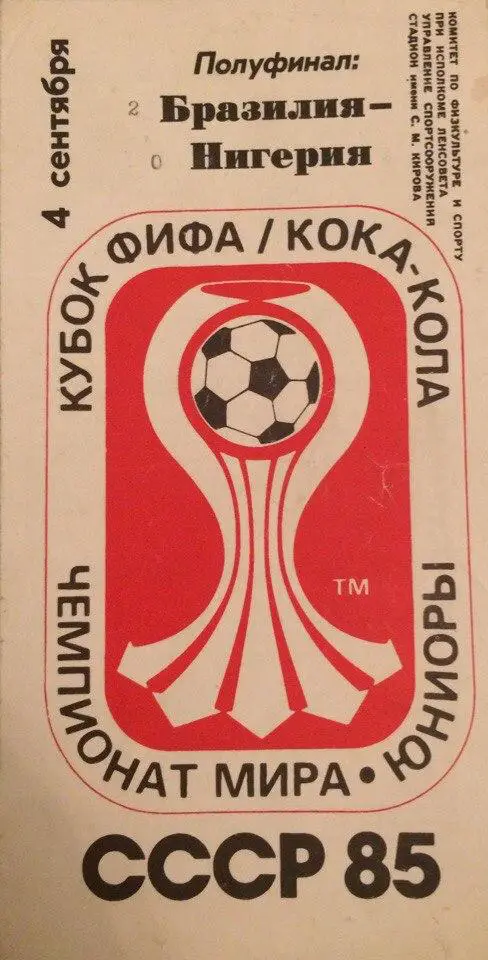 4 сентября
Полуфинал:
2 Бразилия–
0 Нигерия
КОМИТЕТ ПО ФИЗКУЛЬТУРЕ И СПОРТУ
ПРИ ИСПОЛКОМЕ ЛЕНСОВЕТА
УПРАВЛЕНИЕ СПОРТСООРУЖЕНИЯ
СТАДИОН имени С. М. КИРОВА
КУБОК ФИФА / КОКА-КОЛА
TM
ЧЕМПИОНАТ МИРА • ЮНИОРЫ
СССР 85